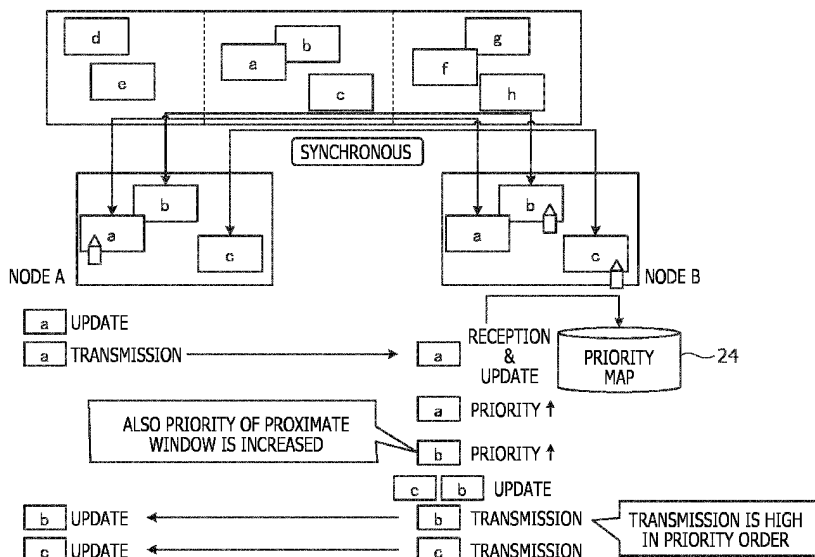 d
e
a
b
c
g
f
h
SYNCHRONOUS
b
a
c
NODE A
b
a
c
NODE B
a UPDATE
a TRANSMISSION
a RECEPTION
&
UPDATE
PRIORITY
MAP
24
a PRIORITY ↑
ALSO PRIORITY OF PROXIMATE
WINDOW IS INCREASED
b PRIORITY ↑
c b UPDATE
b UPDATE
b TRANSMISSION
TRANSMISSION IS HIGH
IN PRIORITY ORDER
c UPDATE
c TRANSMISSION